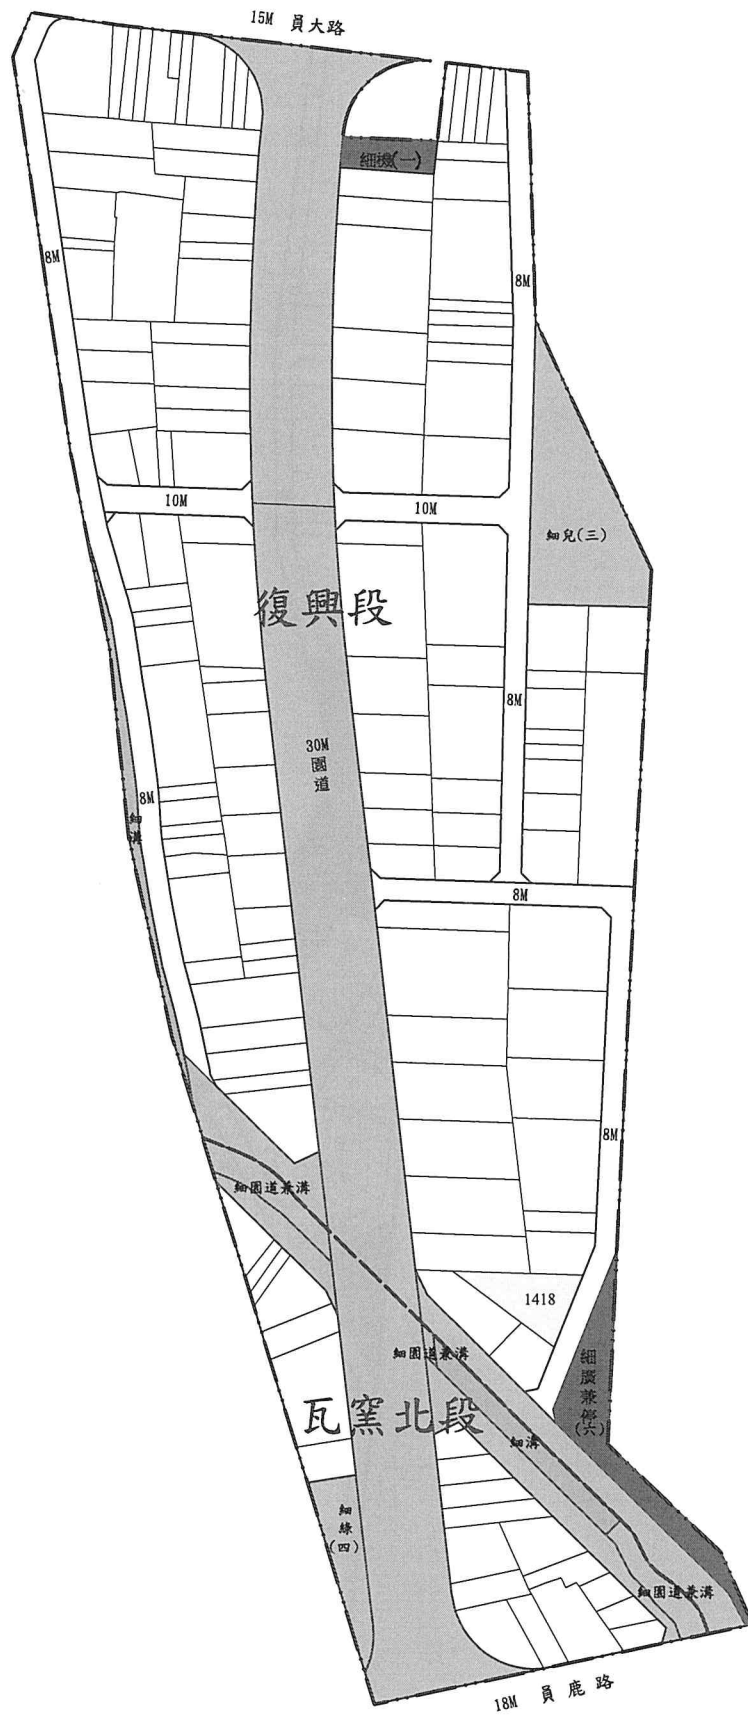 15M 員大路
細機(一)
8M
8M
10M
10M
細兒(三)
復興段
8M
30M
園道
8M
細溝
8M
8M
細園道兼溝
1418
細園道兼溝
細廣兼停(六)
瓦窯北段
細溝
細綠(四)
細園道兼溝
18M 員鹿路